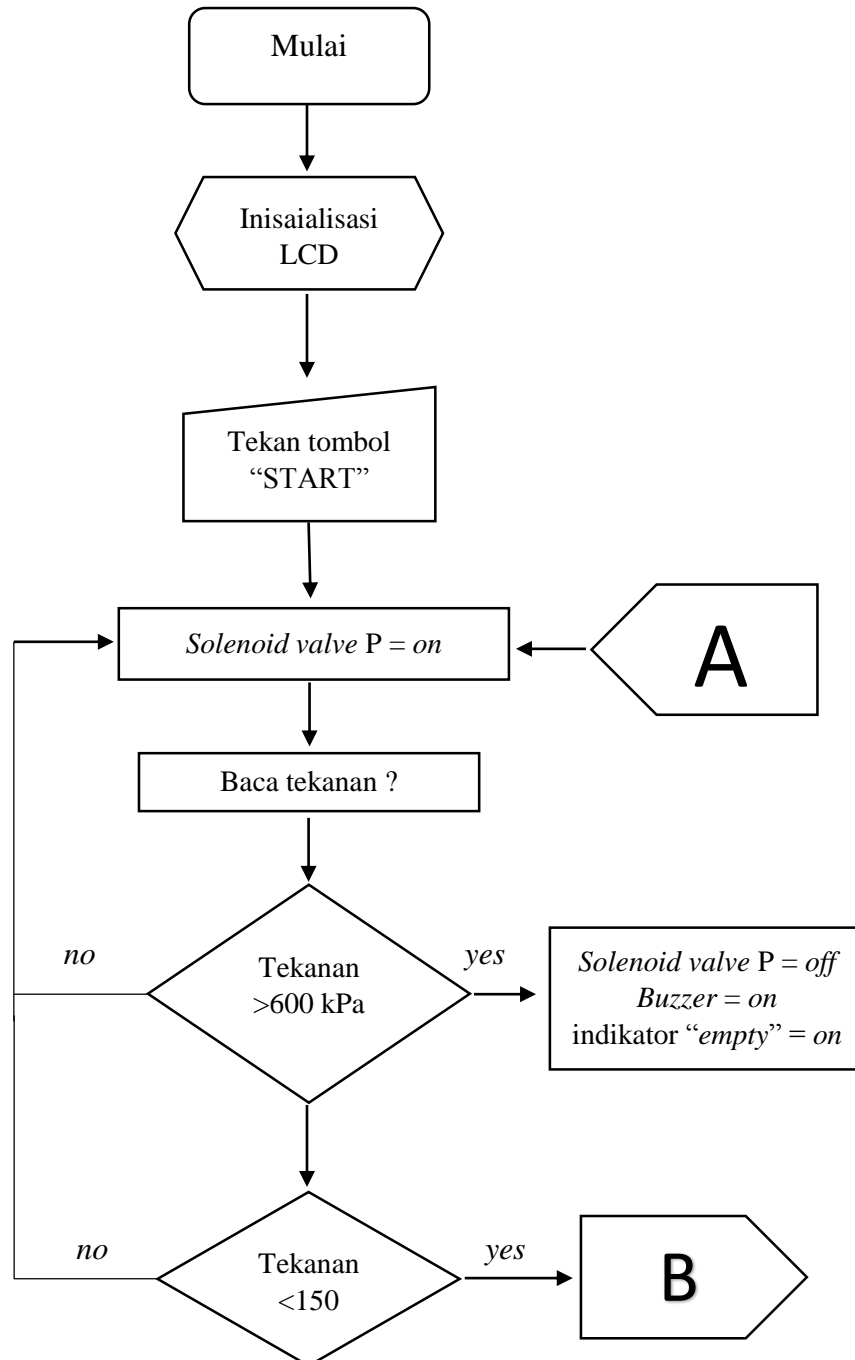 Mulai
Inisaialisasi
LCD
Tekan tombol
“START”
Solenoid valve P = on
A
Baca tekanan ?
no
Tekanan
>600 kPa
yes
Solenoid valve P = off
Buzzer = on
indikator “empty” = on
no
Tekanan
<150
yes
B